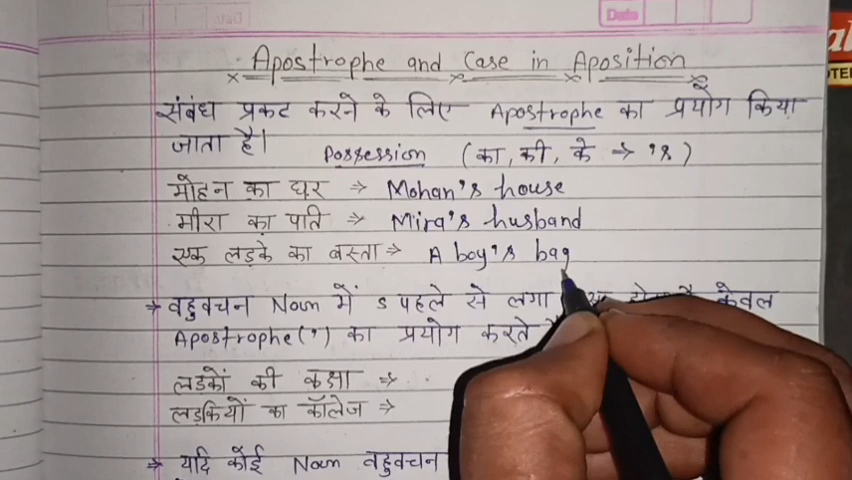 Date
Apostrophe and Case in Aposition
संबंध प्रकट करने के लिए Apostrophe का प्रयोग किया
जाता है।
Possession (का, की, के ⇒ 's)
मोहन का घर ⇒ Mohan's house
मीरा का पति ⇒ Mira's husband
एक लड़के का बस्ता ⇒ A boy's bag
→ बहुवचन Noun में s पहले से लगा केवल
Apostrophe (') का प्रयोग करते
लड़कों की कक्षा ⇒
लड़कियों का कॉलेज ⇒
→ यदि कोई Noun बहुवचन